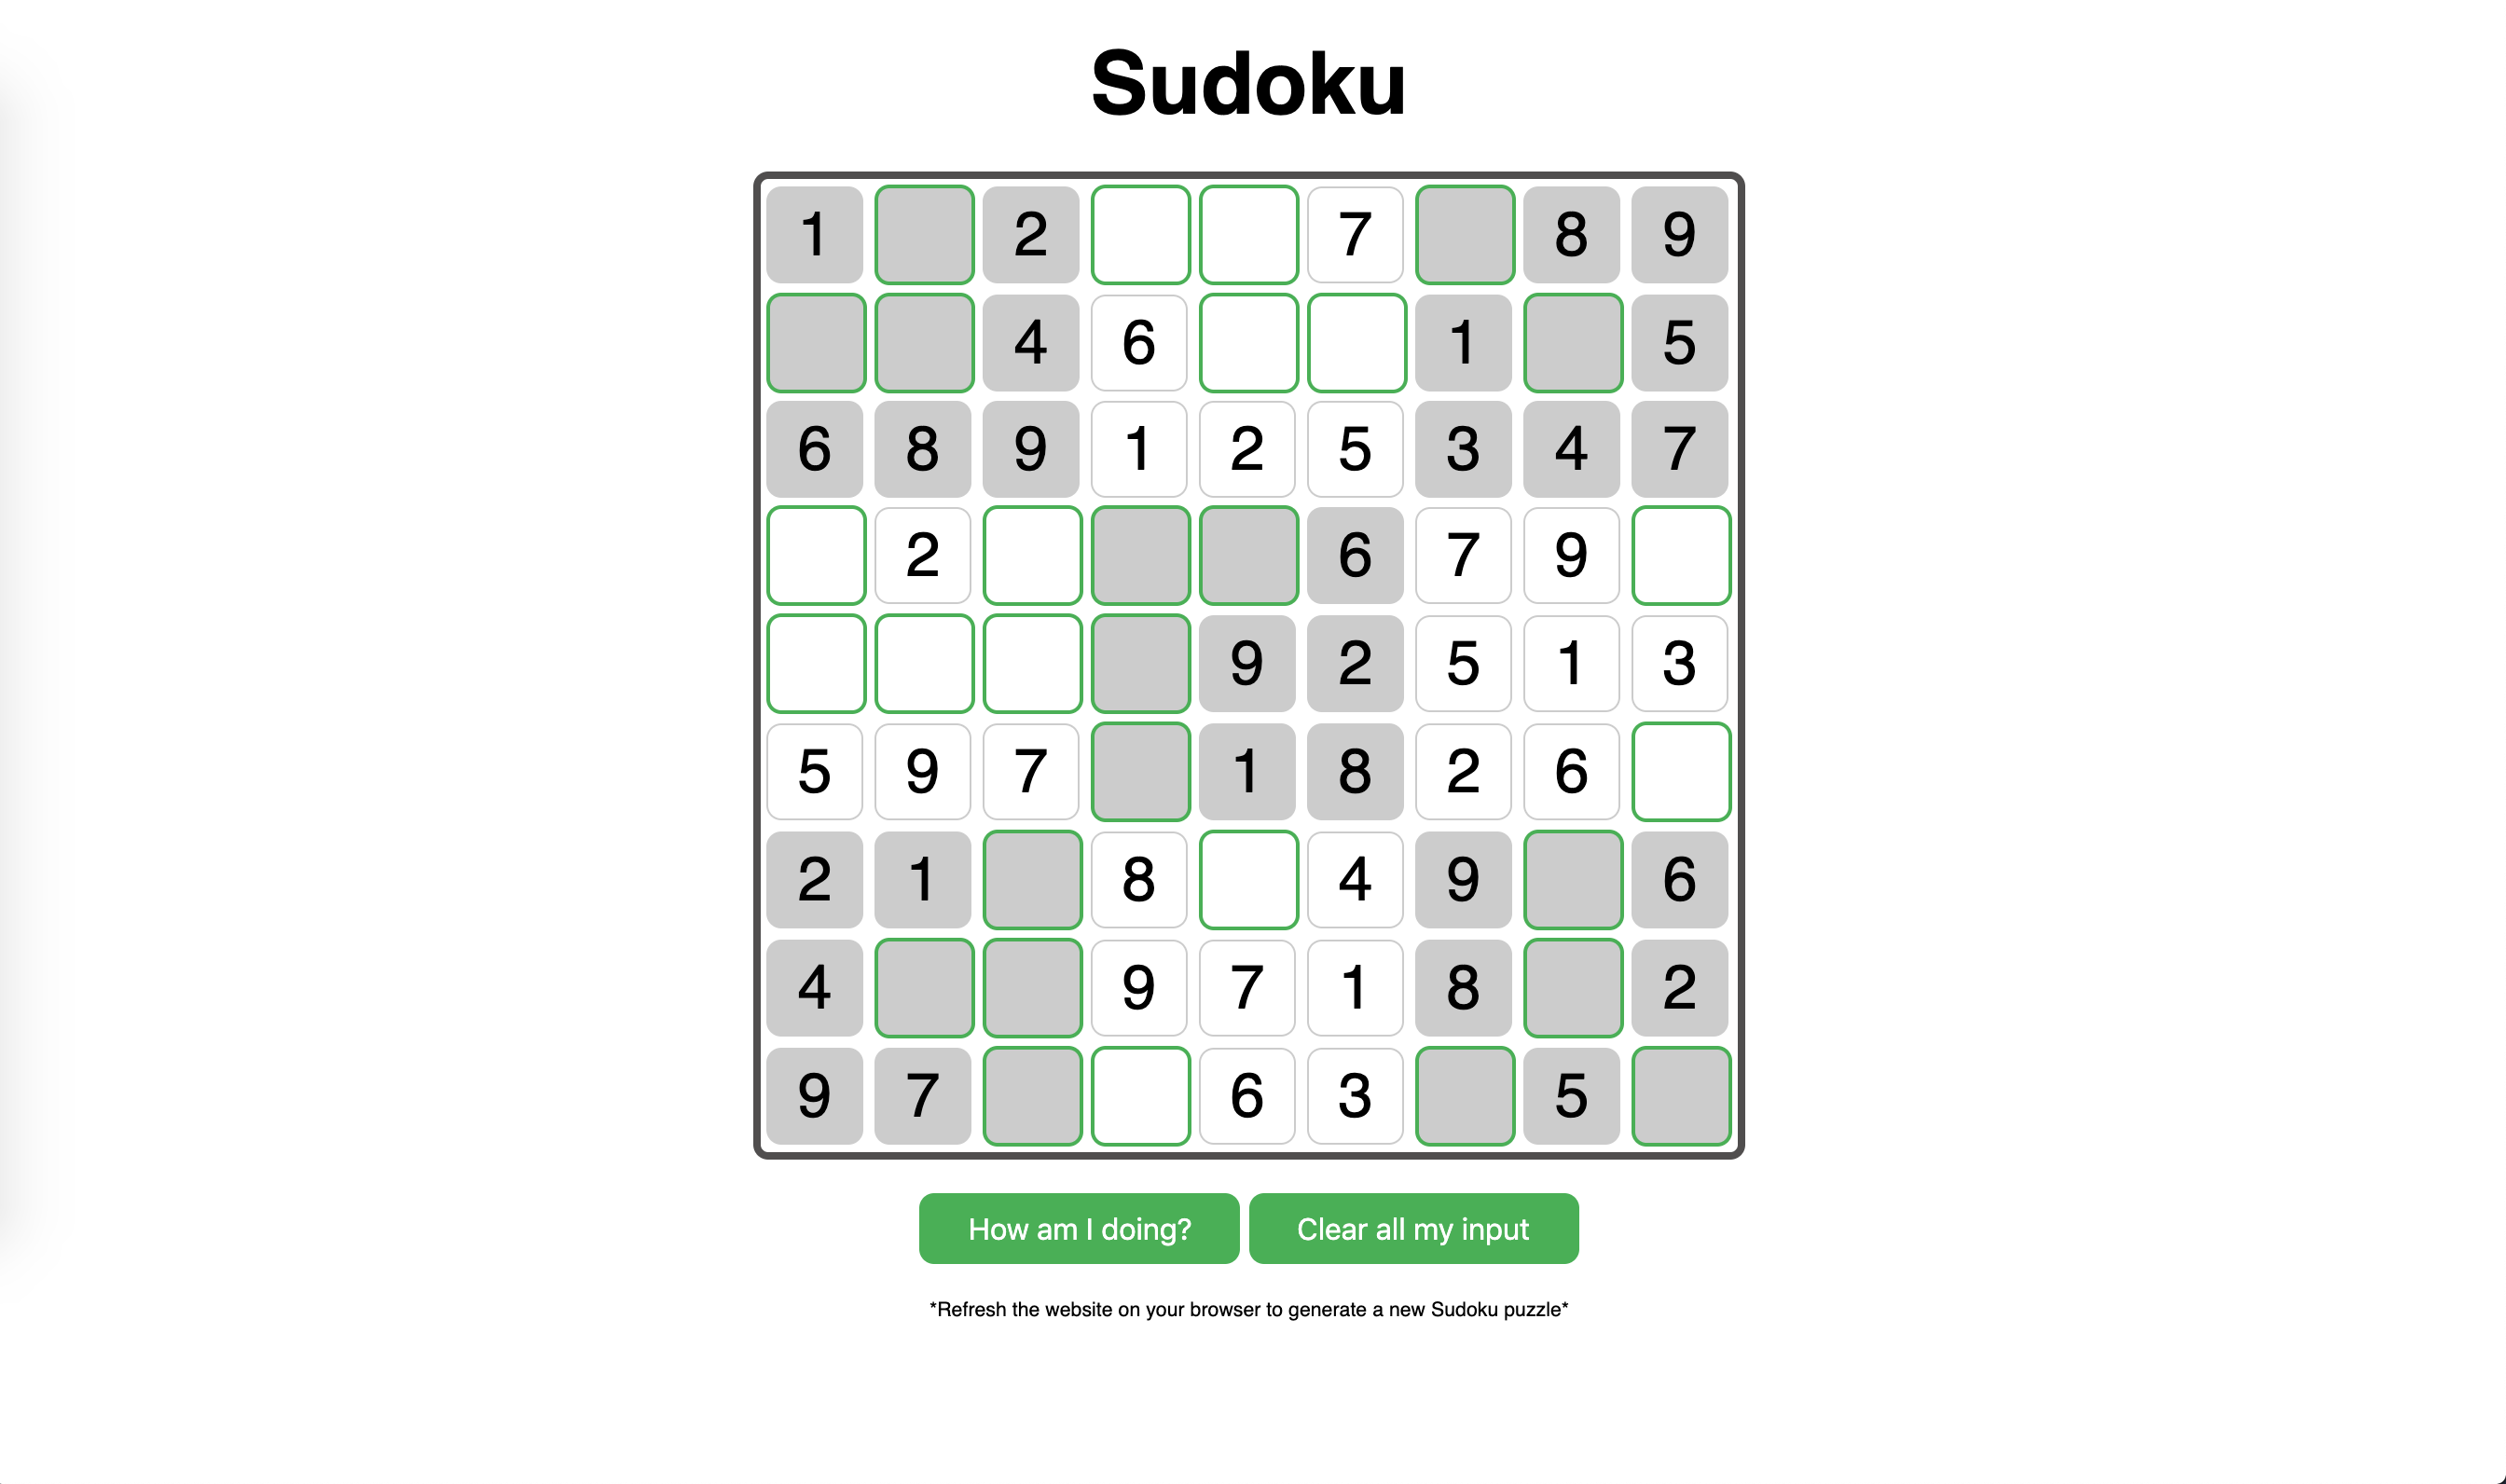 Sudoku
1 2 7 8 9
4 6 1 5
6 8 9 1 2 5 3 4 7
2 6 7 9
9 2 5 1 3
5 9 7 1 8 2 6
2 1 8 4 9 6
4 9 7 1 8 2
9 7 6 3 5
How am I doing? Clear all my input
*Refresh the website on your browser to generate a new Sudoku puzzle*